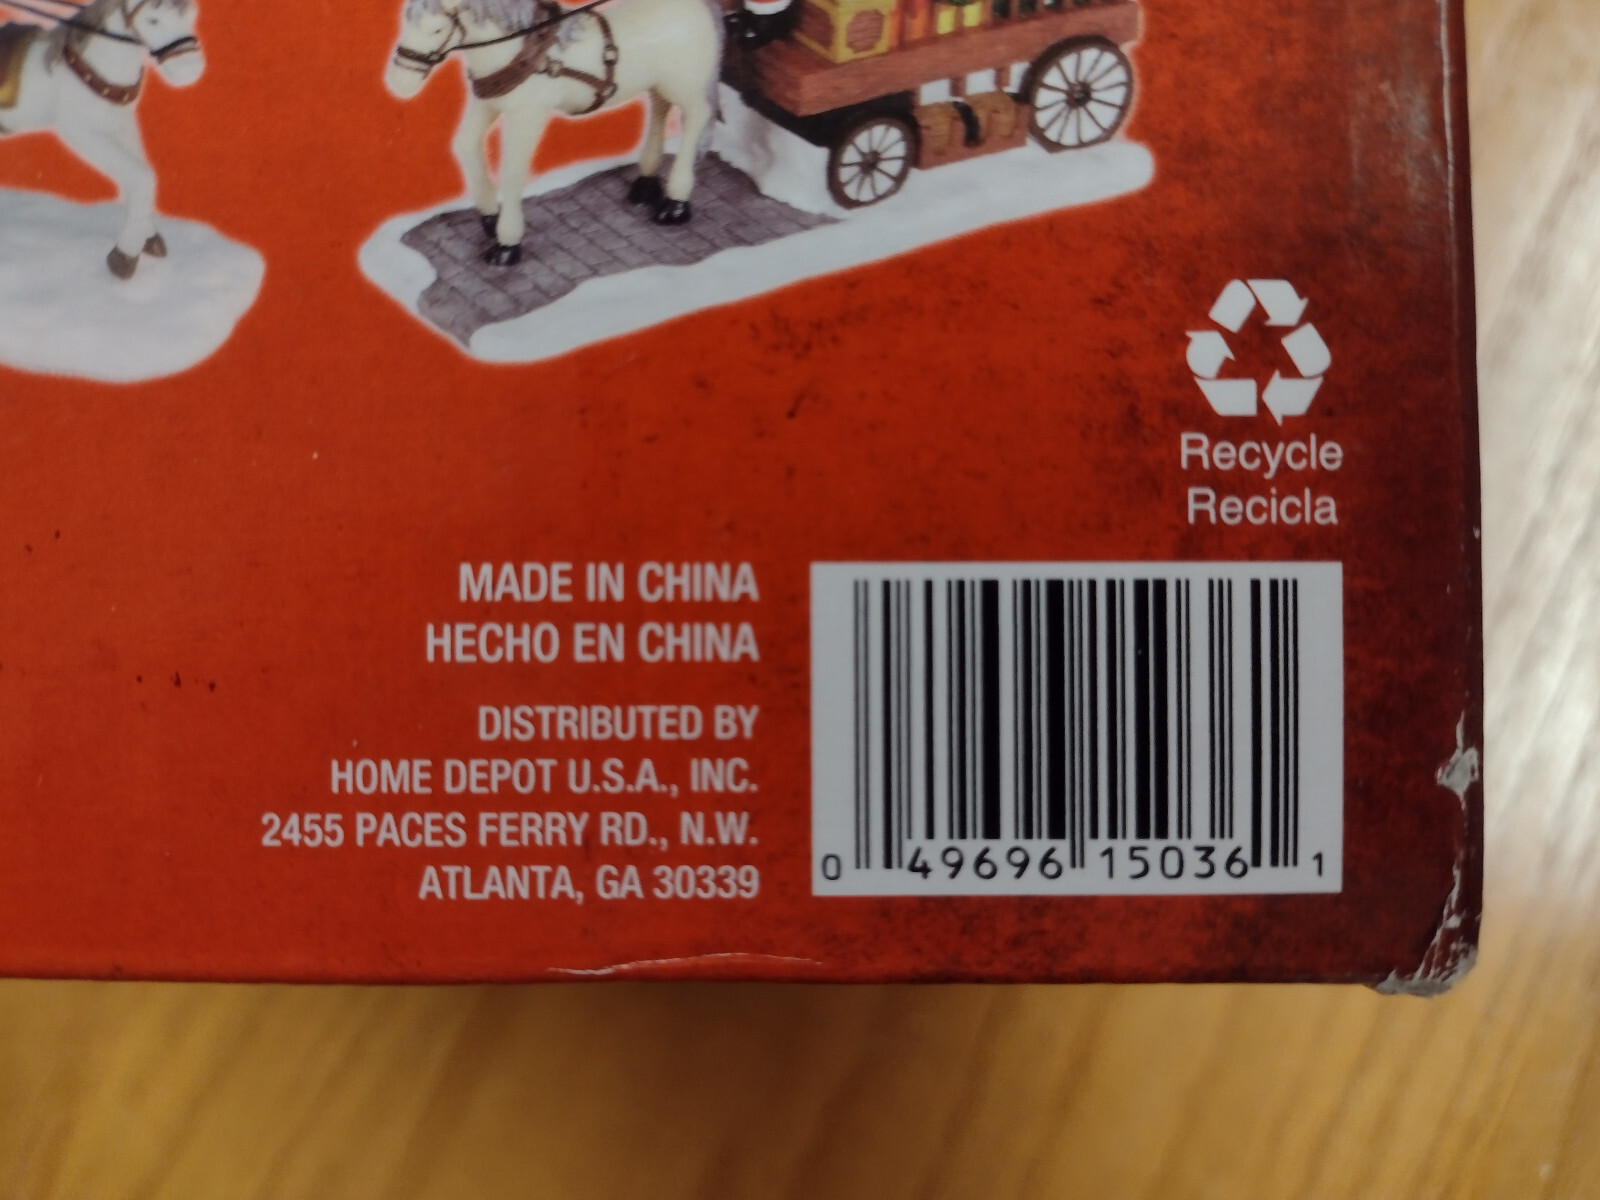 Recycle
Recicla
MADE IN CHINA
HECHO EN CHINA
DISTRIBUTED BY
HOME DEPOT U.S.A., INC.
2455 PACES FERRY RD., N.W.
ATLANTA, GA 30339
0 49696 15036 1